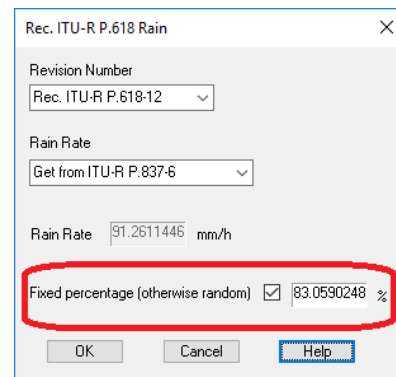 Rec. ITU-R P.618 Rain
Revision Number
Rec. ITU-R P.618-12
Rain Rate
Get from ITU-R P.837-6
Rain Rate 91.2611446 mm/h
Fixed percentage (otherwise random) 83.0590248 %
OK Cancel Help